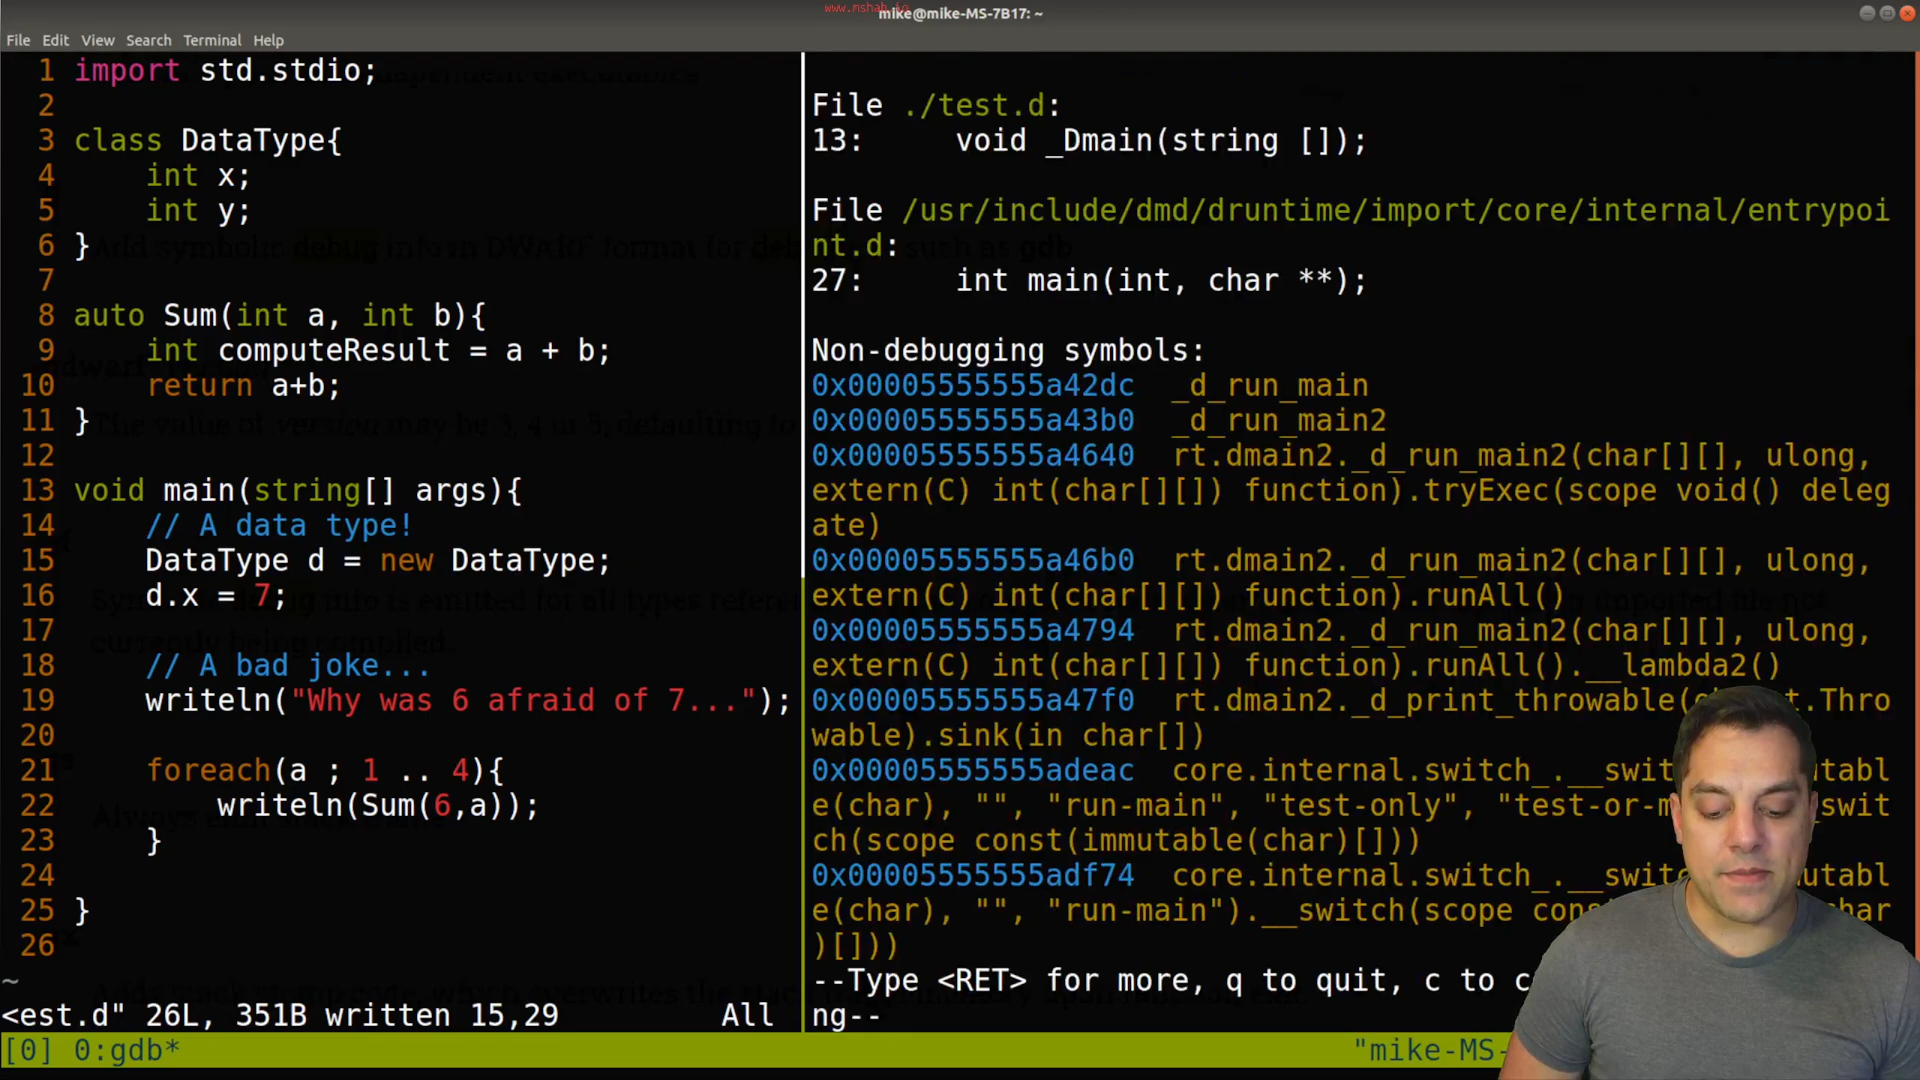 www.mshah.io
mike@mike-MS-7B17: ~
File Edit View Search Terminal Help
1 import std.stdio;
2
3 class DataType{
4 int x;
5 int y;
6 }
7
8 auto Sum(int a, int b){
9 int computeResult = a + b;
10 return a+b;
11 }
12
13 void main(string[] args){
14 // A data type!
15 DataType d = new DataType;
16 d.x = 7;
17
18 // A bad joke...
19 writeln("Why was 6 afraid of 7...");
20
21 foreach(a ; 1 .. 4){
22 writeln(Sum(6,a));
23 }
24
25 }
26
~
<est.d" 26L, 351B written 15,29 All
File ./test.d:
13: void _Dmain(string []);
File /usr/include/dmd/druntime/import/core/internal/entrypoi
nt.d:
27: int main(int, char **);
Non-debugging symbols:
0x00005555555a42dc _d_run_main
0x00005555555a43b0 _d_run_main2
0x00005555555a4640 rt.dmain2._d_run_main2(char[][], ulong,
extern(C) int(char[][]) function).tryExec(scope void() deleg
ate)
0x00005555555a46b0 rt.dmain2._d_run_main2(char[][], ulong,
extern(C) int(char[][]) function).runAll()
0x00005555555a4794 rt.dmain2._d_run_main2(char[][], ulong,
extern(C) int(char[][]) function).runAll().__lambda2()
0x00005555555a47f0 rt.dmain2._d_print_throwable( t.Thro
wable).sink(in char[])
0x00005555555adeac core.internal.switch_.__swit utabl
e(char), "", "run-main", "test-only", "test-or-m swit
ch(scope const(immutable(char)[]))
0x00005555555adf74 core.internal.switch_.__switc mutabl
e(char), "", "run-main").__switch(scope cons char
)[]))
--Type <RET> for more, q to quit, c to c
ng--
[0] 0:gdb* "mike-MS-